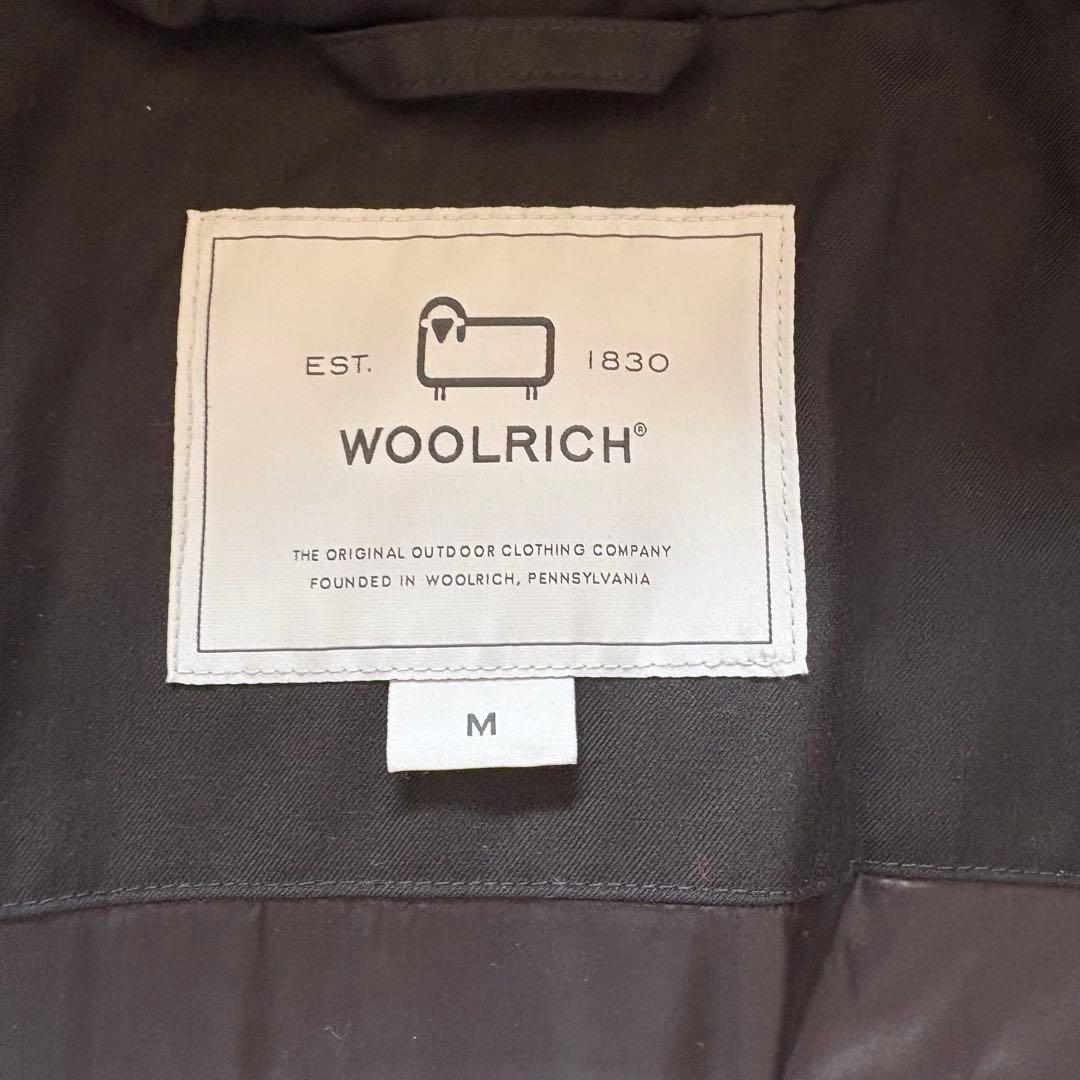 EST. 1830
WOOLRICH®
THE ORIGINAL OUTDOOR CLOTHING COMPANY
FOUNDED IN WOOLRICH, PENNSYLVANIA
M